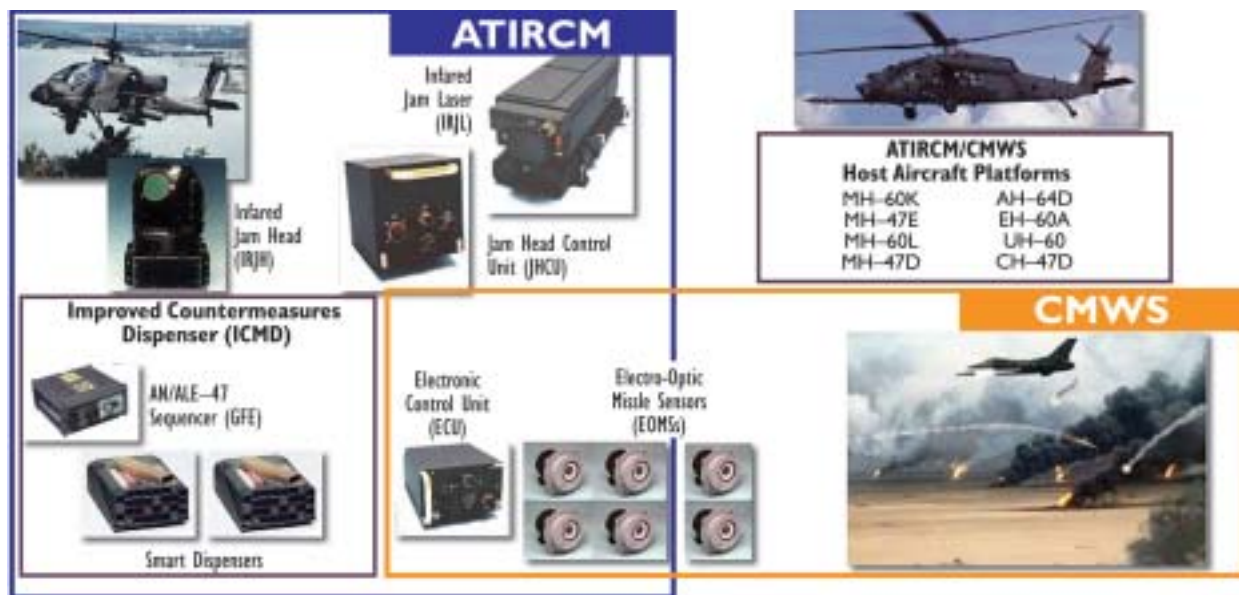 ATIRCM
Infared
Jam Laser
(IRJL)
Infared
Jam Head
(IRJH)
Jam Head Control
Unit (JHCU)
ATIRCM/CMWS
Host Aircraft Platforms
MH–60K AH–64D
MH–47E EH–60A
MH–60L UH–60
MH–47D CH–47D
Improved Countermeasures
Dispenser (ICMD)
AN/ALE–47
Sequencer (GFE)
Smart Dispensers
CMWS
Electronic
Control Unit
(ECU)
Electro-Optic
Missle Sensors
(EOMSs)